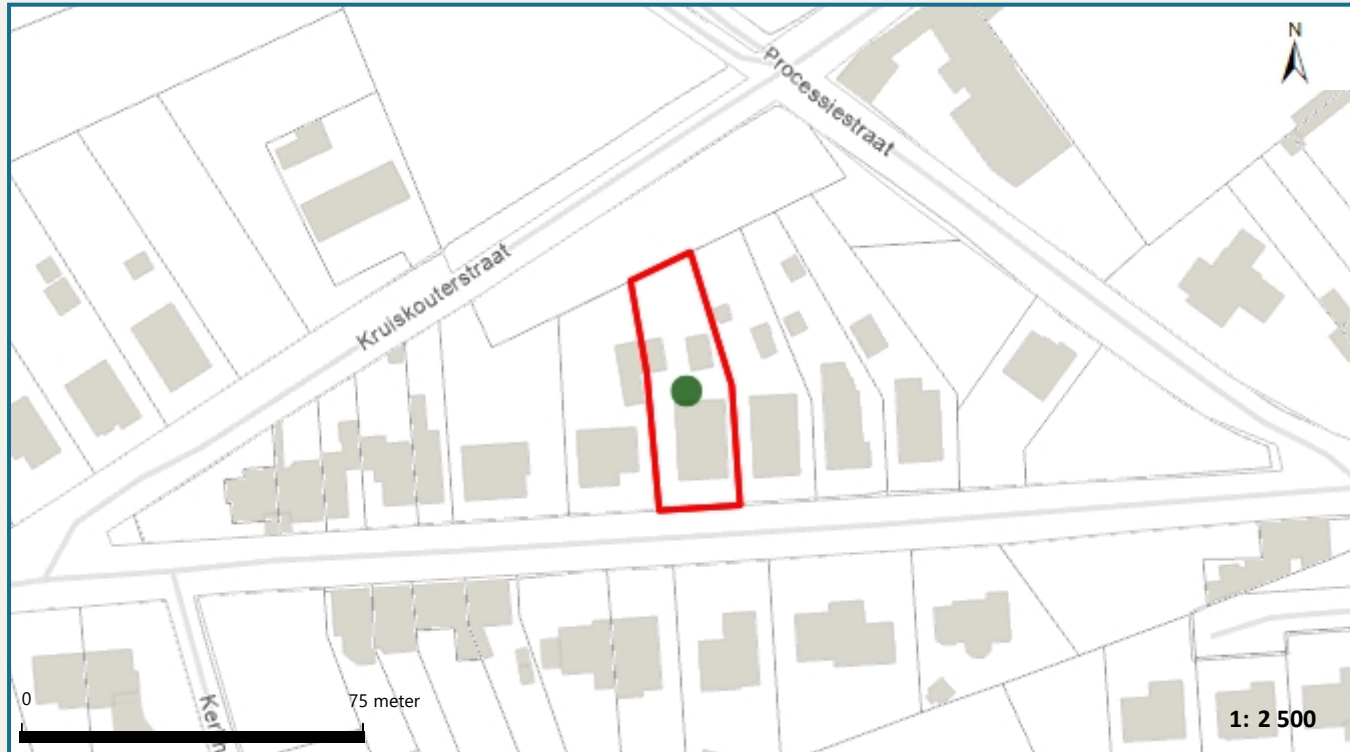 N
Processiestraat
Kruiskouterstraat
0
75 meter
1: 2 500